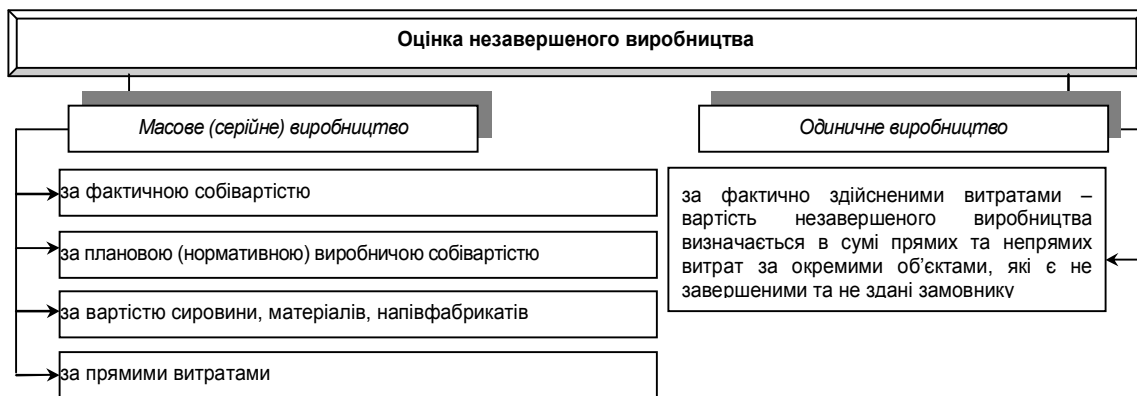 Оцінка незавершеного виробництва
Масове (серійне) виробництво
за фактичною собівартістю
за плановою (нормативною) виробничою собівартістю
за вартістю сировини, матеріалів, напівфабрикатів
за прямими витратами
Одиничне виробництво
за фактично здійсненими витратами –
вартість незавершеного виробництва
визначається в сумі прямих та непрямих
витрат за окремими об’єктами, які є не
завершеними та не здані замовнику